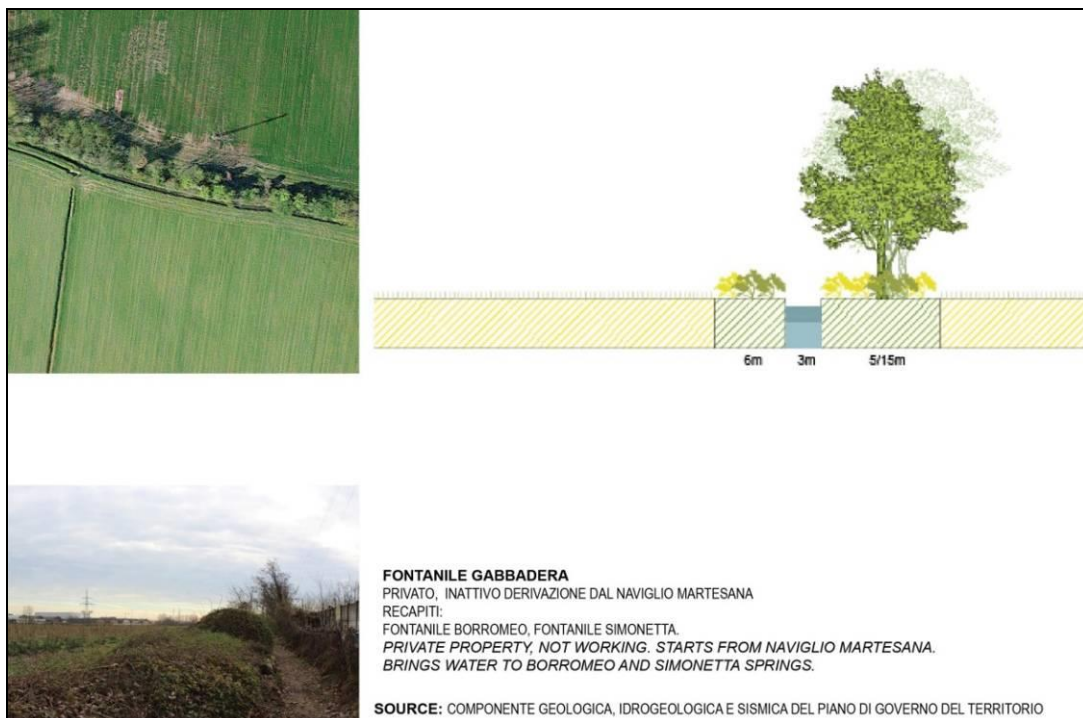 6m 3m 5/15m
FONTANILE GABBADERA
PRIVATO, INATTIVO DERIVAZIONE DAL NAVIGLIO MARTESANA
RECAPITI:
FONTANILE BORROMEO, FONTANILE SIMONETTA.
PRIVATE PROPERTY, NOT WORKING. STARTS FROM NAVIGLIO MARTESANA.
BRINGS WATER TO BORROMEO AND SIMONETTA SPRINGS.
SOURCE: COMPONENTE GEOLOGICA, IDROGEOLOGICA E SISMICA DEL PIANO DI GOVERNO DEL TERRITORIO